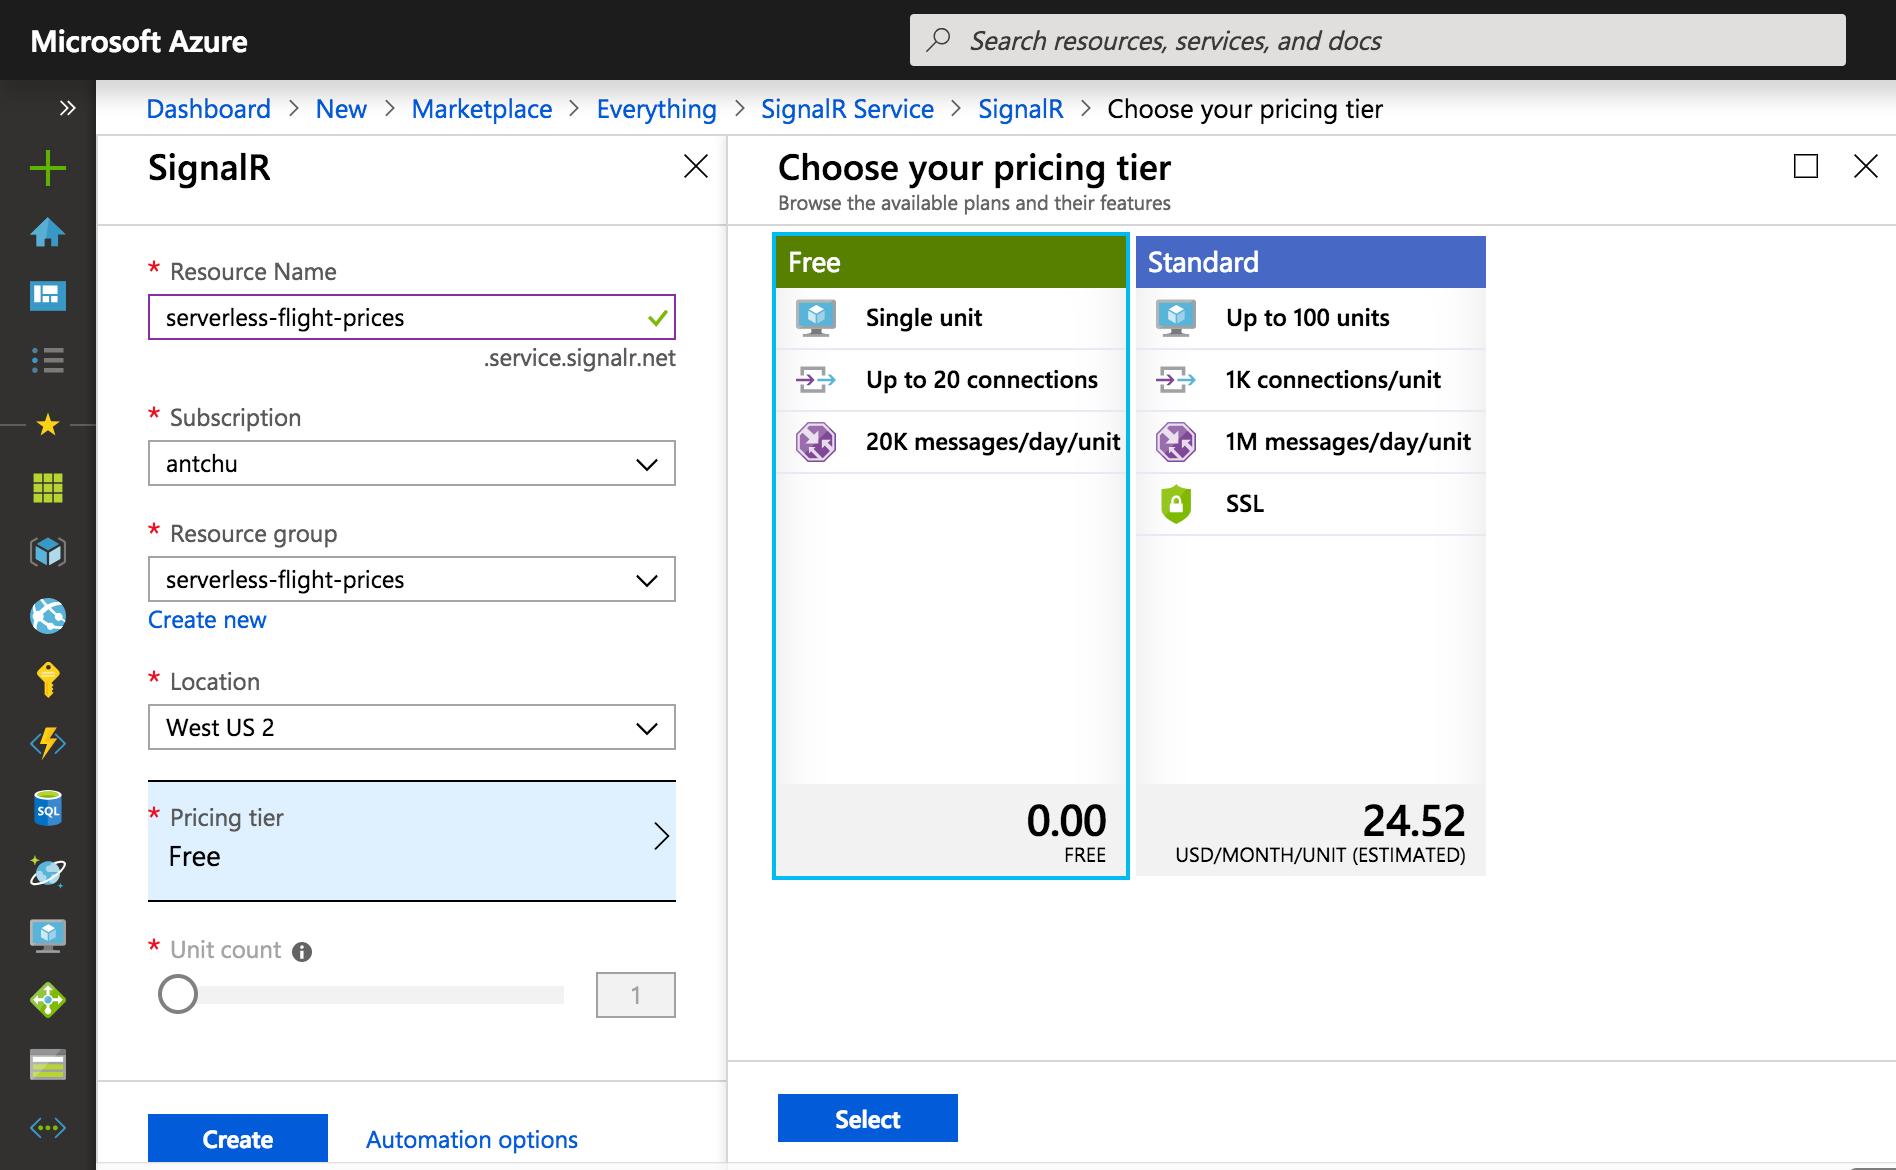 Microsoft Azure
Search resources, services, and docs
Dashboard > New > Marketplace > Everything > SignalR Service > SignalR > Choose your pricing tier
SignalR
* Resource Name
serverless-flight-prices
.service.signalr.net
* Subscription
antchu
* Resource group
serverless-flight-prices
Create new
* Location
West US 2
* Pricing tier
Free
* Unit count
1
Create
Automation options
Choose your pricing tier
Browse the available plans and their features
Free
Single unit
Up to 20 connections
20K messages/day/unit
0.00
FREE
Standard
Up to 100 units
1K connections/unit
1M messages/day/unit
SSL
24.52
USD/MONTH/UNIT (ESTIMATED)
Select
SQL